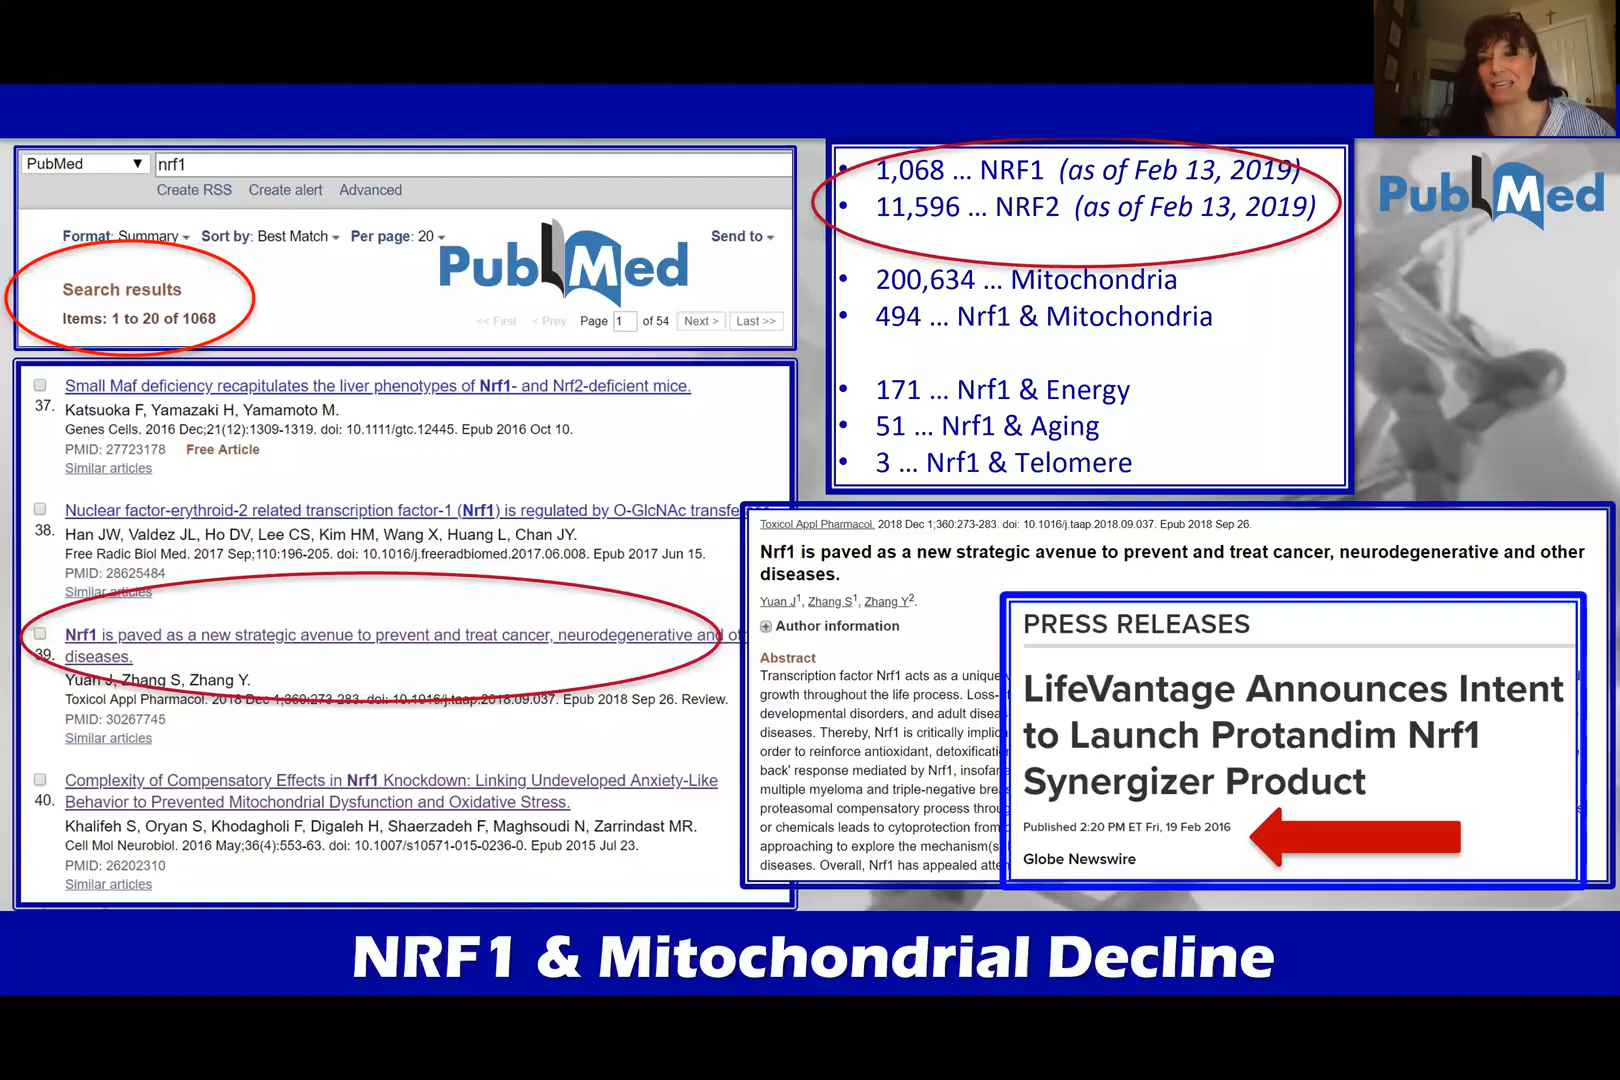 PubMed ▼ nrf1
Create RSS Create alert Advanced
Format: Summary Sort by: Best Match Per page: 20 Send to
PubMed
Search results
Items: 1 to 20 of 1068
<< First < Prev Page 1 of 54 Next > Last >>
Small Maf deficiency recapitulates the liver phenotypes of Nrf1- and Nrf2-deficient mice.
37. Katsuoka F, Yamazaki H, Yamamoto M.
Genes Cells. 2016 Dec;21(12):1309-1319. doi: 10.1111/gtc.12445. Epub 2016 Oct 10.
PMID: 27723178 Free Article
Similar articles
Nuclear factor-erythroid-2 related transcription factor-1 (Nrf1) is regulated by O-GlcNAc transfe
38. Han JW, Valdez JL, Ho DV, Lee CS, Kim HM, Wang X, Huang L, Chan JY.
Free Radic Biol Med. 2017 Sep;110:196-205. doi: 10.1016/j.freeradbiomed.2017.06.008. Epub 2017 Jun 15.
PMID: 28625484
Similar articles
Nrf1 is paved as a new strategic avenue to prevent and treat cancer, neurodegenerative and
39. diseases.
Yuan J, Zhang S, Zhang Y.
Toxicol Appl Pharmacol. 2018 Dec 1;360:273-283. doi: 10.1016/j.taap.2018.09.037. Epub 2018 Sep 26. Review.
PMID: 30267745
Similar articles
Complexity of Compensatory Effects in Nrf1 Knockdown: Linking Undeveloped Anxiety-Like
40. Behavior to Prevented Mitochondrial Dysfunction and Oxidative Stress.
Khalifeh S, Oryan S, Khodagholi F, Digaleh H, Shaerzadeh F, Maghsoudi N, Zarrindast MR.
Cell Mol Neurobiol. 2016 May;36(4):553-63. doi: 10.1007/s10571-015-0236-0. Epub 2015 Jul 23.
PMID: 26202310
Similar articles
• 1,068 ... NRF1 (as of Feb 13, 2019)
• 11,596 ... NRF2 (as of Feb 13, 2019)
• 200,634 ... Mitochondria
• 494 ... Nrf1 & Mitochondria
• 171 ... Nrf1 & Energy
• 51 ... Nrf1 & Aging
• 3 ... Nrf1 & Telomere
PubMed
Toxicol Appl Pharmacol. 2018 Dec 1;360:273-283. doi: 10.1016/j.taap.2018.09.037. Epub 2018 Sep 26.
Nrf1 is paved as a new strategic avenue to prevent and treat cancer, neurodegenerative and other
diseases.
Yuan J1, Zhang S1, Zhang Y2.
Author information
Abstract
Transcription factor Nrf1 acts as a unique
growth throughout the life process. Loss-
developmental disorders, and adult disea
diseases. Thereby, Nrf1 is critically implic
order to reinforce antioxidant, detoxificati
back' response mediated by Nrf1, insofa
multiple myeloma and triple-negative bre
proteasomal compensatory process throu
or chemicals leads to cytoprotection from
approaching to explore the mechanism(s
diseases. Overall, Nrf1 has appealed atte
PRESS RELEASES
LifeVantage Announces Intent
to Launch Protandim Nrf1
Synergizer Product
Published 2:20 PM ET Fri, 19 Feb 2016
Globe Newswire
NRF1 & Mitochondrial Decline